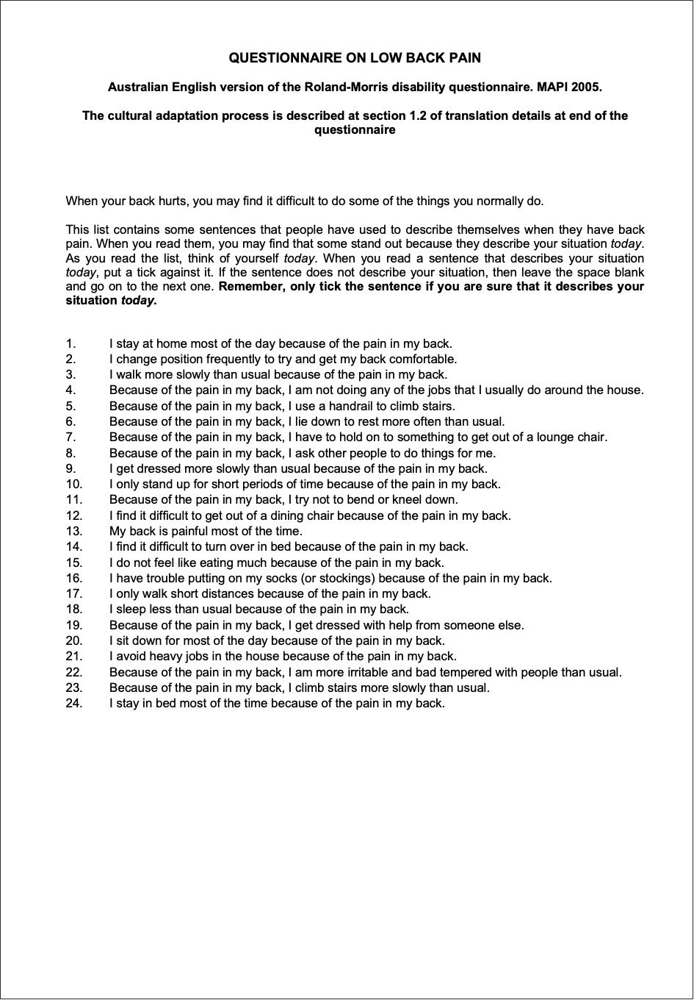 QUESTIONNAIRE ON LOW BACK PAIN
Australian English version of the Roland-Morris disability questionnaire. MAPI 2005.
The cultural adaptation process is described at section 1.2 of translation details at end of the
questionnaire
When your back hurts, you may find it difficult to do some of the things you normally do.
This list contains some sentences that people have used to describe themselves when they have back
pain. When you read them, you may find that some stand out because they describe your situation today.
As you read the list, think of yourself today. When you read a sentence that describes your situation
today, put a tick against it. If the sentence does not describe your situation, then leave the space blank
and go on to the next one. Remember, only tick the sentence if you are sure that it describes your
situation today.
1. I stay at home most of the day because of the pain in my back.
2. I change position frequently to try and get my back comfortable.
3. I walk more slowly than usual because of the pain in my back.
4. Because of the pain in my back, I am not doing any of the jobs that I usually do around the house.
5. Because of the pain in my back, I use a handrail to climb stairs.
6. Because of the pain in my back, I lie down to rest more often than usual.
7. Because of the pain in my back, I have to hold on to something to get out of a lounge chair.
8. Because of the pain in my back, I ask other people to do things for me.
9. I get dressed more slowly than usual because of the pain in my back.
10. I only stand up for short periods of time because of the pain in my back.
11. Because of the pain in my back, I try not to bend or kneel down.
12. I find it difficult to get out of a dining chair because of the pain in my back.
13. My back is painful most of the time.
14. I find it difficult to turn over in bed because of the pain in my back.
15. I do not feel like eating much because of the pain in my back.
16. I have trouble putting on my socks (or stockings) because of the pain in my back.
17. I only walk short distances because of the pain in my back.
18. I sleep less than usual because of the pain in my back.
19. Because of the pain in my back, I get dressed with help from someone else.
20. I sit down for most of the day because of the pain in my back.
21. I avoid heavy jobs in the house because of the pain in my back.
22. Because of the pain in my back, I am more irritable and bad tempered with people than usual.
23. Because of the pain in my back, I climb stairs more slowly than usual.
24. I stay in bed most of the time because of the pain in my back.